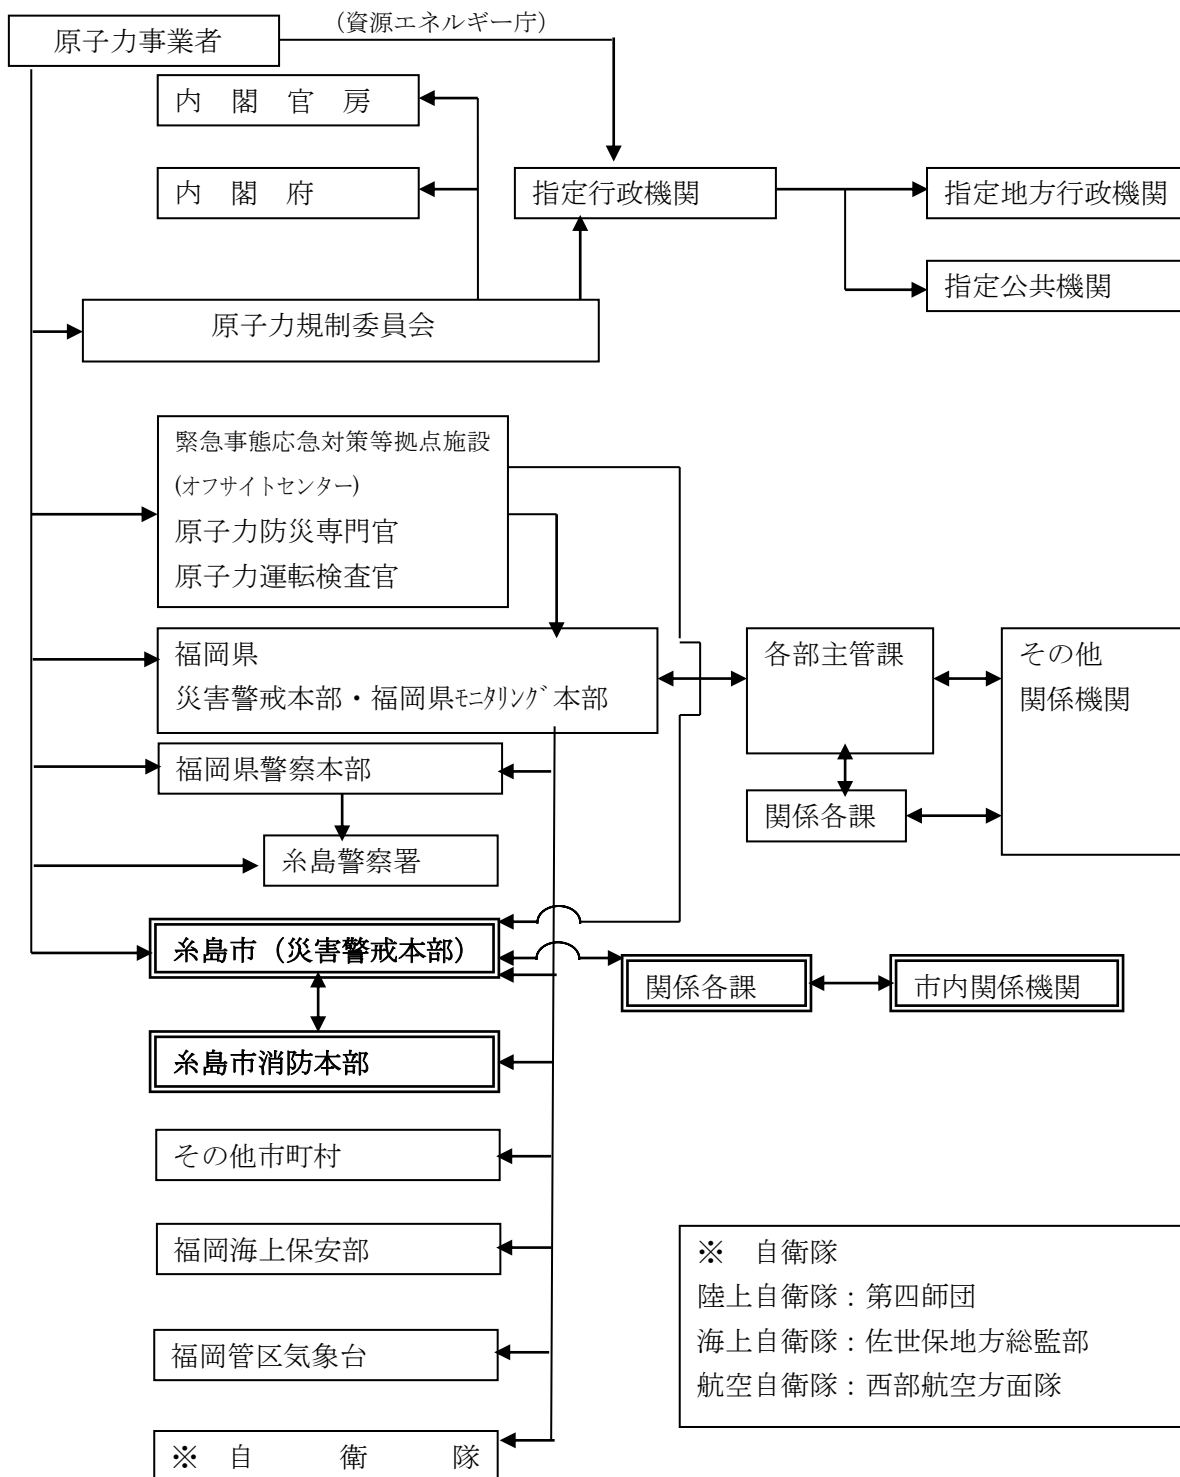 (資源エネルギー庁)
原子力事業者
内　閣　官　房
内　閣　府
指定行政機関
指定地方行政機関
指定公共機関
原子力規制委員会
緊急事態応急対策等拠点施設
(オフサイトセンター)
原子力防災専門官
原子力運転検査官
福岡県
災害警戒本部・福岡県ﾓﾆﾀﾘﾝｸﾞ本部
各部主管課
その他
関係機関
福岡県警察本部
関係各課
糸島警察署
糸島市（災害警戒本部）
関係各課
市内関係機関
糸島市消防本部
その他市町村
福岡海上保安部
福岡管区気象台
※　自　　　衛　　　隊
※　自衛隊
陸上自衛隊：第四師団
海上自衛隊：佐世保地方総監部
航空自衛隊：西部航空方面隊